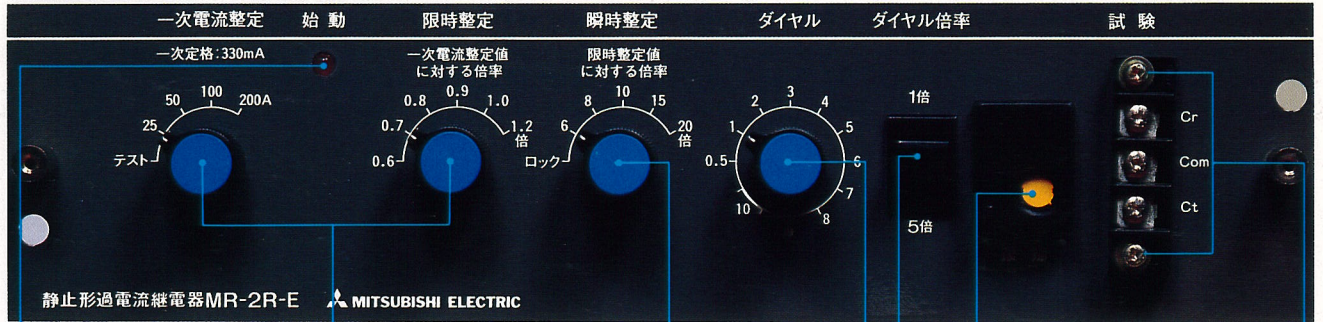 一次電流整定 始動 限時整定 瞬時整定 ダイヤル ダイヤル倍率 試験
一次定格:330mA
テスト 25 50 100 200A
一次電流整定値
に対する倍率
0.6 0.7 0.8 0.9 1.0 1.2
倍
限時整定値
に対する倍率
ロック 6 8 10 15 20
倍
0.5 1 2 3 4 5 6 7 8 10
1倍
5倍
Cr
Com
Ct
静止形過電流継電器MR-2R-E MITSUBISHI ELECTRIC